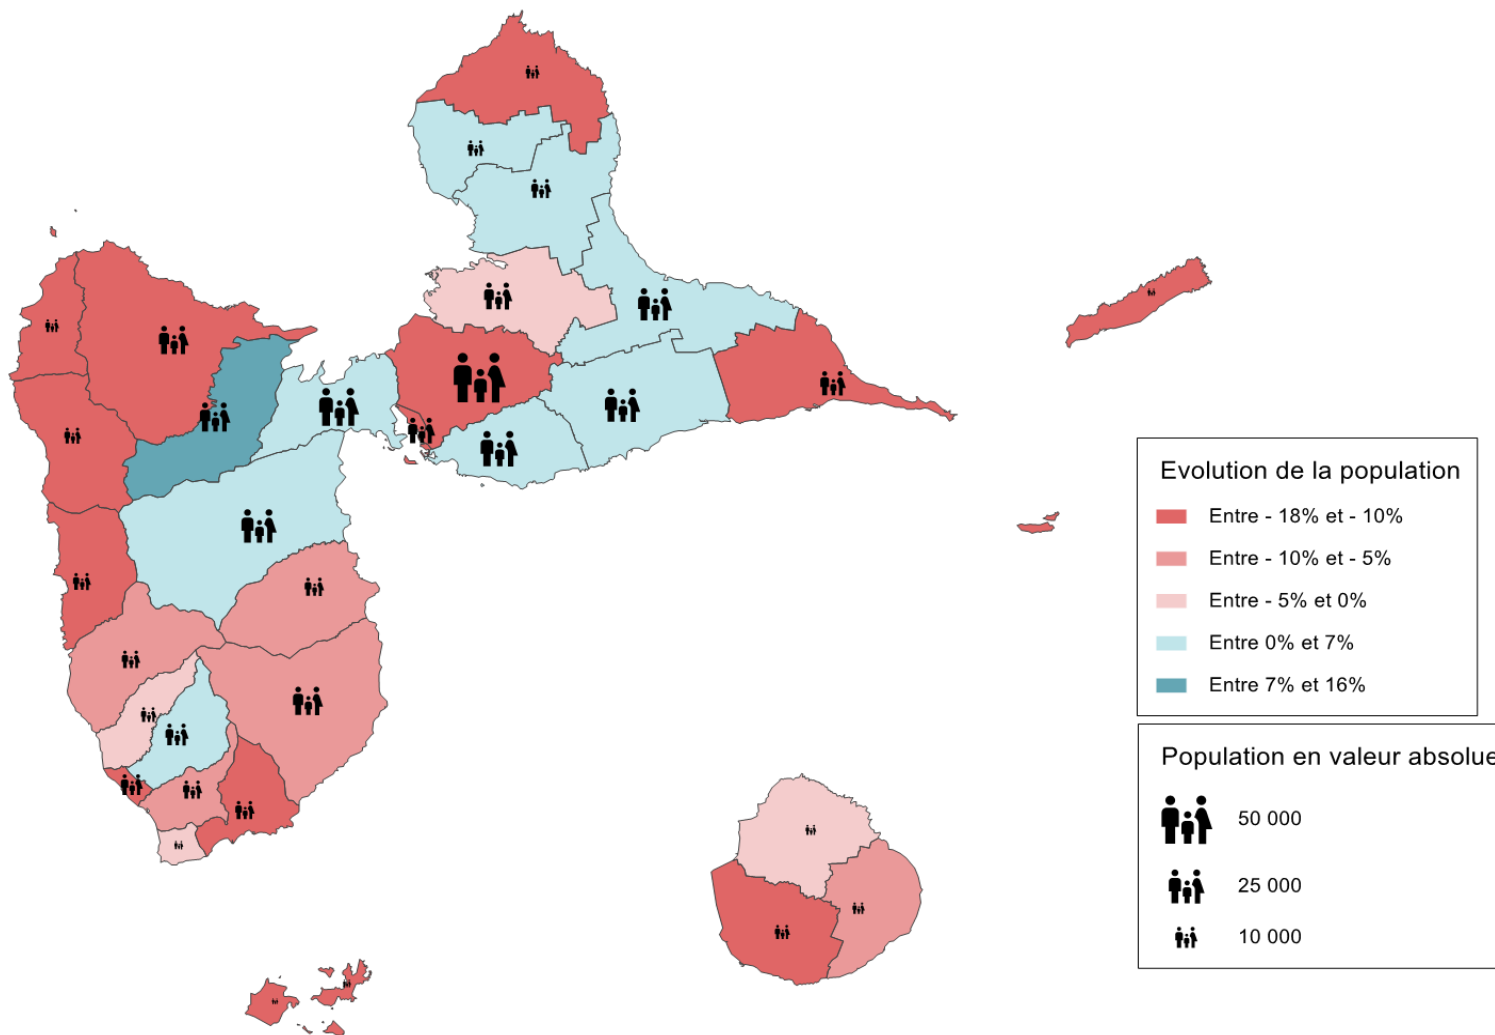 Evolution de la population
Entre - 18% et - 10%
Entre - 10% et - 5%
Entre - 5% et 0%
Entre 0% et 7%
Entre 7% et 16%
Population en valeur absolue
50 000
25 000
10 000